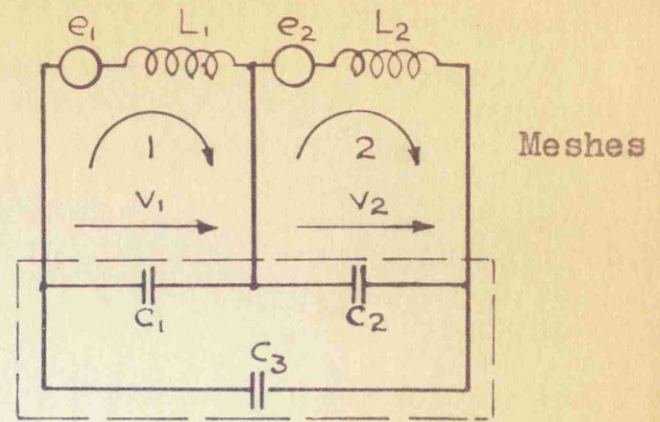 e₁ L₁ e₂ L₂
1 2 Meshes
V₁ V₂
C₁ C₂
C₃